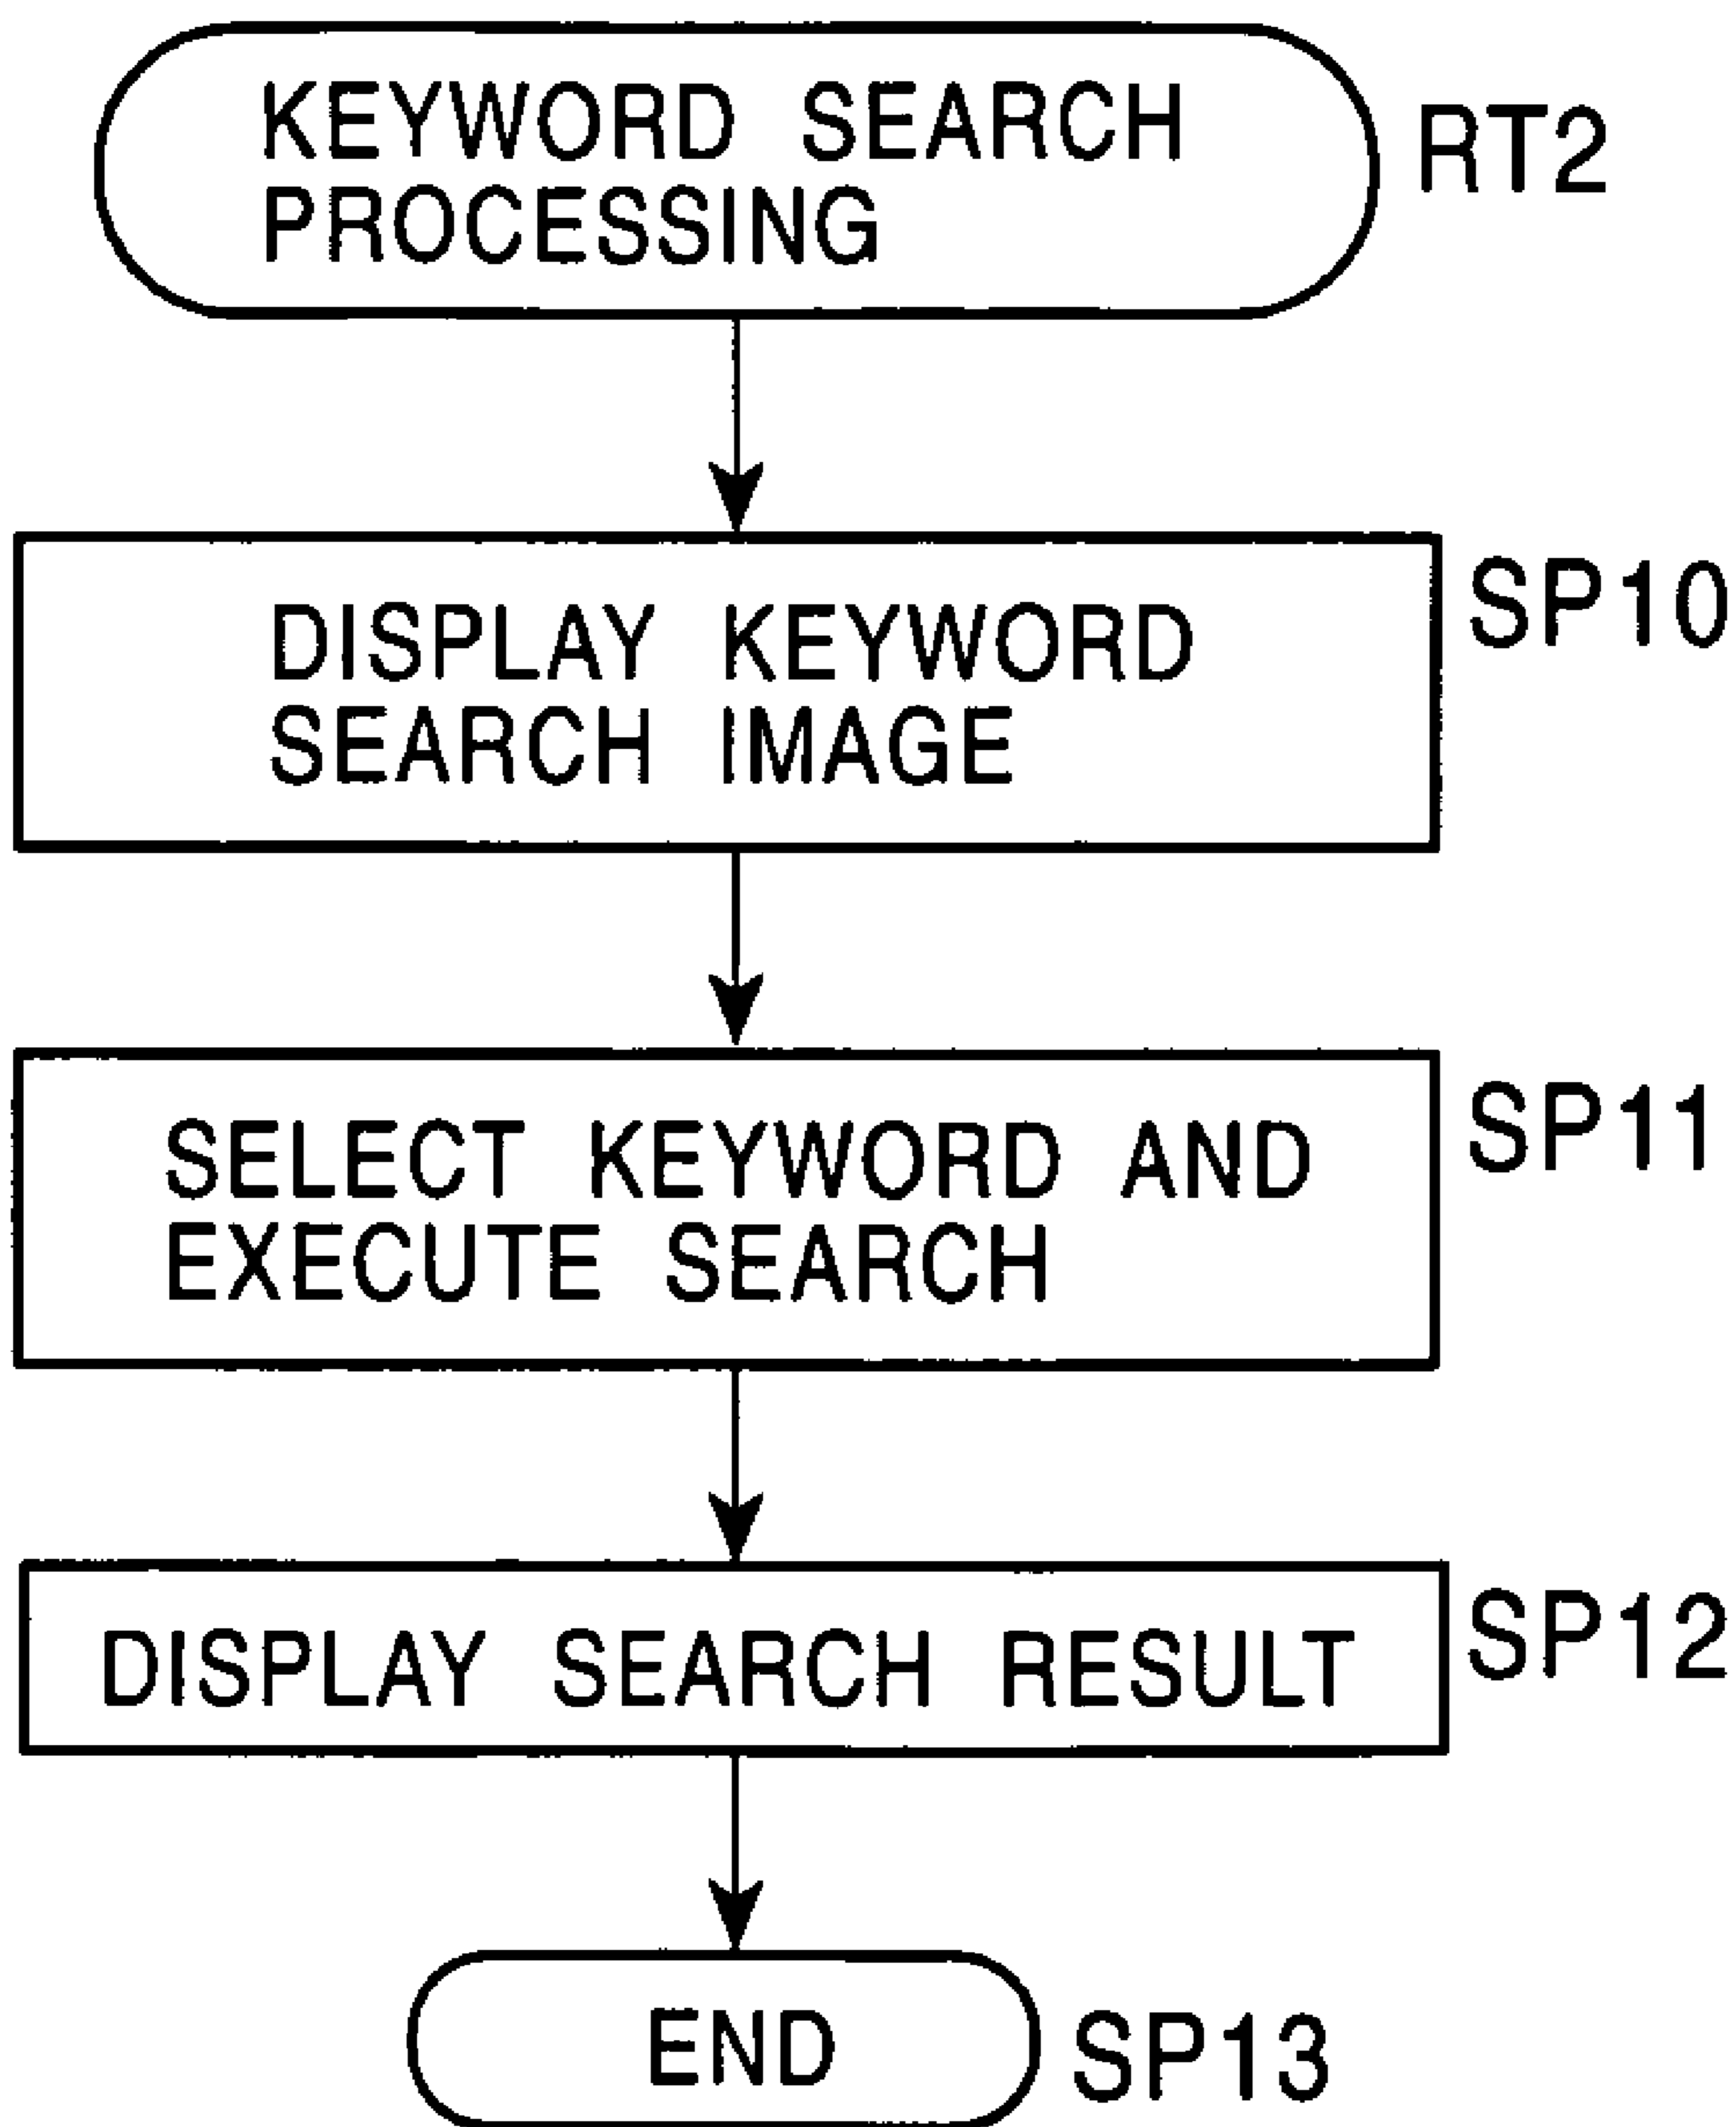 KEYWORD SEARCH
PROCESSING
RT2
DISPLAY KEYWORD
SEARCH IMAGE
SP10
SELECT KEYWORD AND
EXECUTE SEARCH
SP11
DISPLAY SEARCH RESULT
SP12
END
SP13